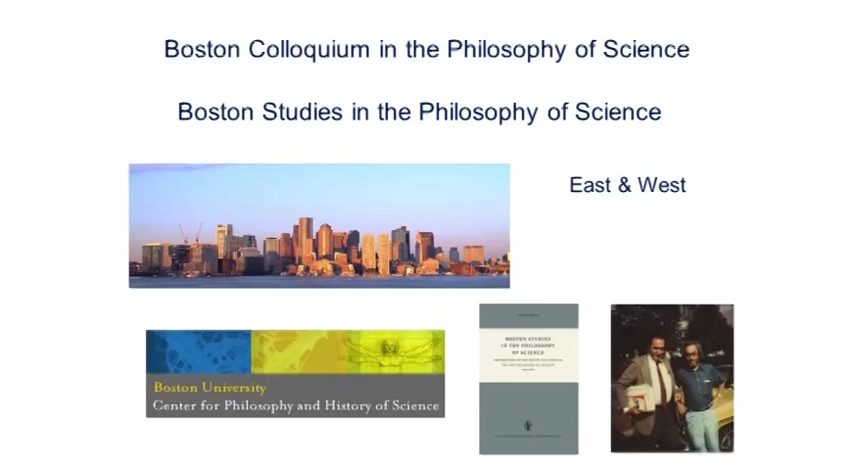 Boston Colloquium in the Philosophy of Science
Boston Studies in the Philosophy of Science
East & West
Boston University
Center for Philosophy and History of Science
BOSTON STUDIES
IN THE PHILOSOPHY
OF SCIENCE